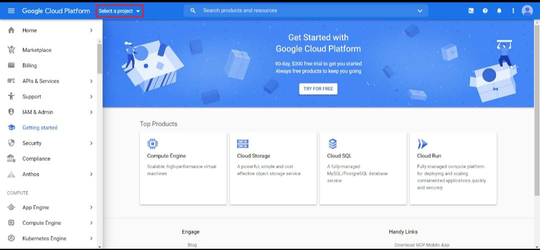 Google Cloud Platform
Select a project
Search products and resources
Home
Marketplace
Billing
APIs & Services
Support
IAM & Admin
Getting started
Security
Compliance
Anthos
COMPUTE
App Engine
Compute Engine
Kubernetes Engine
Get Started with
Google Cloud Platform
90-day, $300 free trial to get you started
Always free products to keep you going
TRY FOR FREE
Top Products
Compute Engine
Scalable, high-performance virtual
machines
Cloud Storage
A powerful, simple and cost
effective object storage service
Cloud SQL
A fully-managed
MySQL/PostgreSQL database
service
Cloud Run
Fully managed compute platform
for deploying and scaling
containerized applications quickly
and securely
Engage
Blog
Handy Links
Download GCP Mobile App